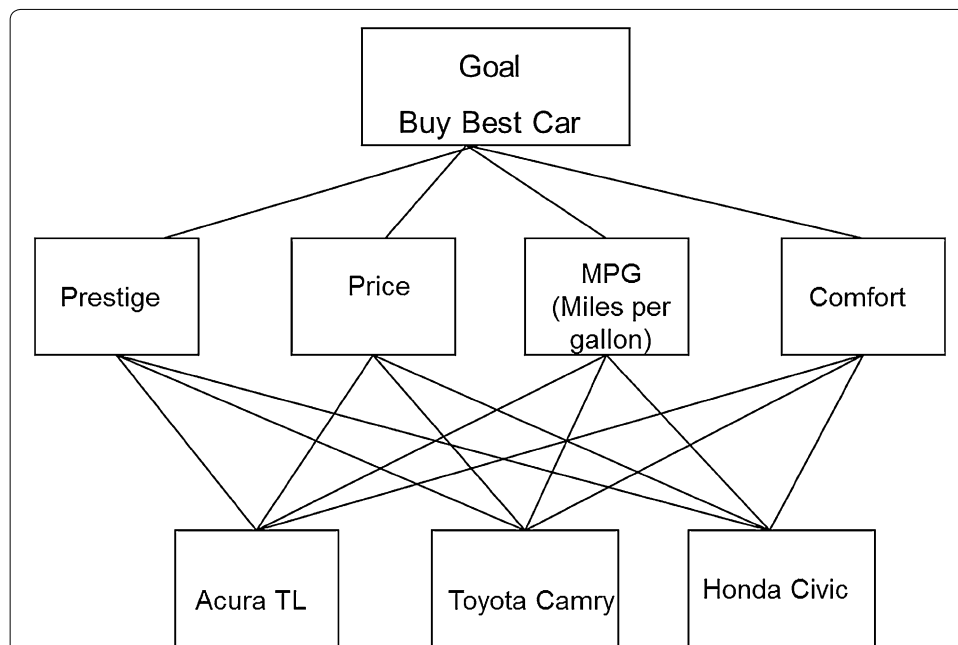 Goal
Buy Best Car
Prestige
Price
MPG
(Miles per
gallon)
Comfort
Acura TL
Toyota Camry
Honda Civic